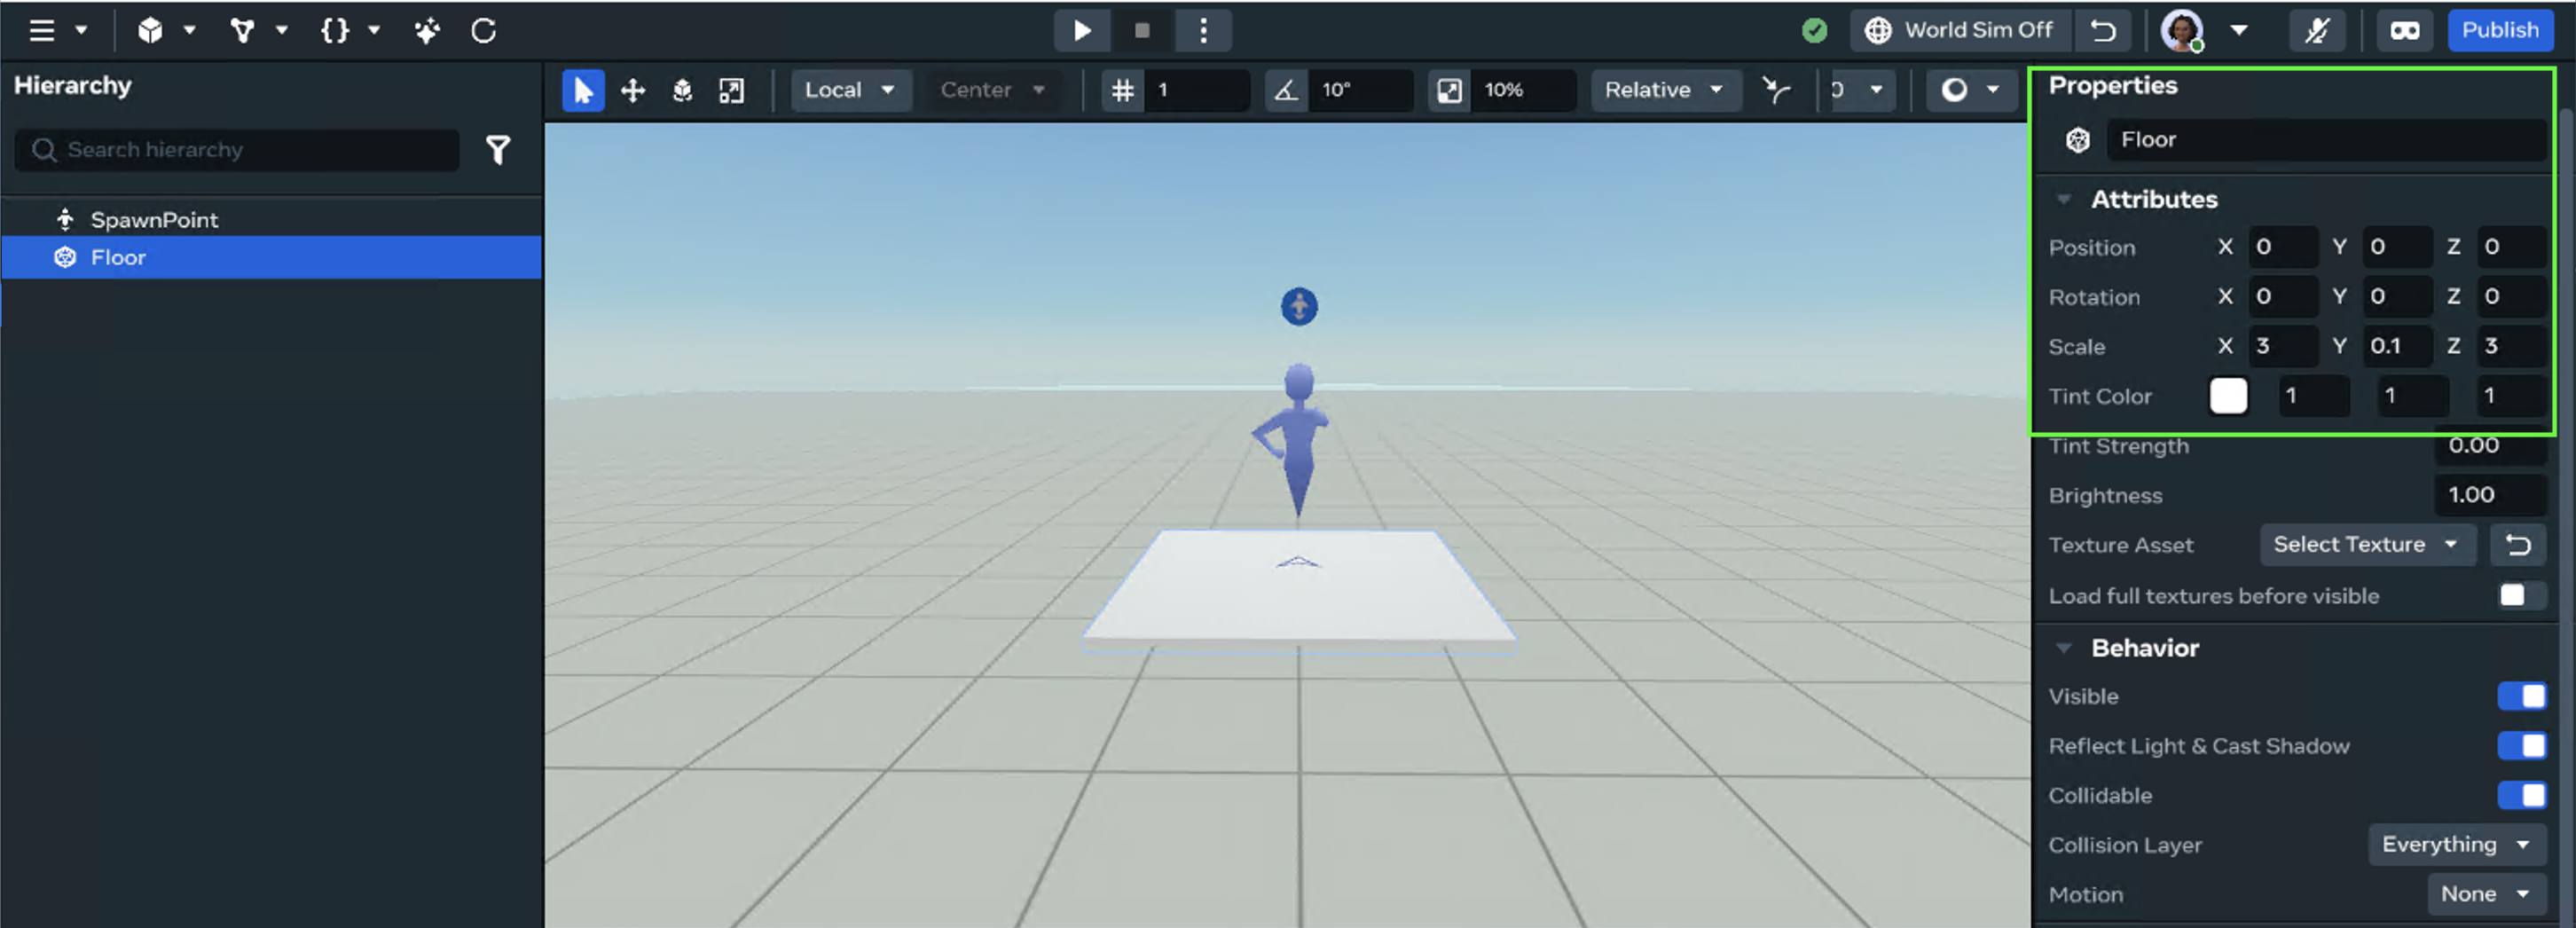 World Sim Off
Publish
Hierarchy
Search hierarchy
SpawnPoint
Floor
Local
Center
1
10°
10%
Relative
0
Properties
Floor
Attributes
Position X 0 Y 0 Z 0
Rotation X 0 Y 0 Z 0
Scale X 3 Y 0.1 Z 3
Tint Color 1 1 1
Tint Strength 0.00
Brightness 1.00
Texture Asset Select Texture
Load full textures before visible
Behavior
Visible
Reflect Light & Cast Shadow
Collidable
Collision Layer Everything
Motion None